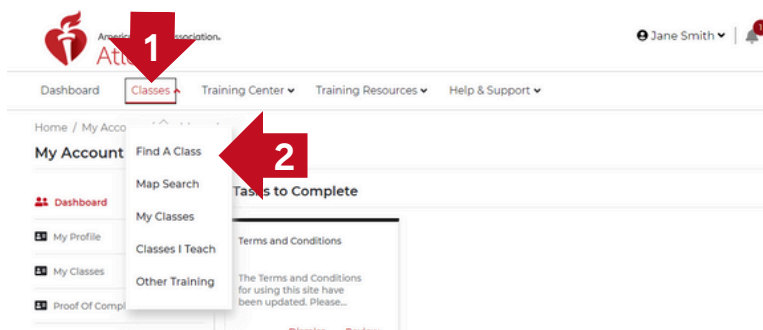 1
Jane Smith
1
Dashboard Classes Training Center Training Resources Help & Support
Home / My
My Account
Find A Class
2
Map Search
Tasks to Complete
Dashboard
My Classes
My Profile
Terms and Conditions
Classes I Teach
My Classes
The Terms and Conditions
for using this site have
been updated. Please...
Other Training
Proof Of